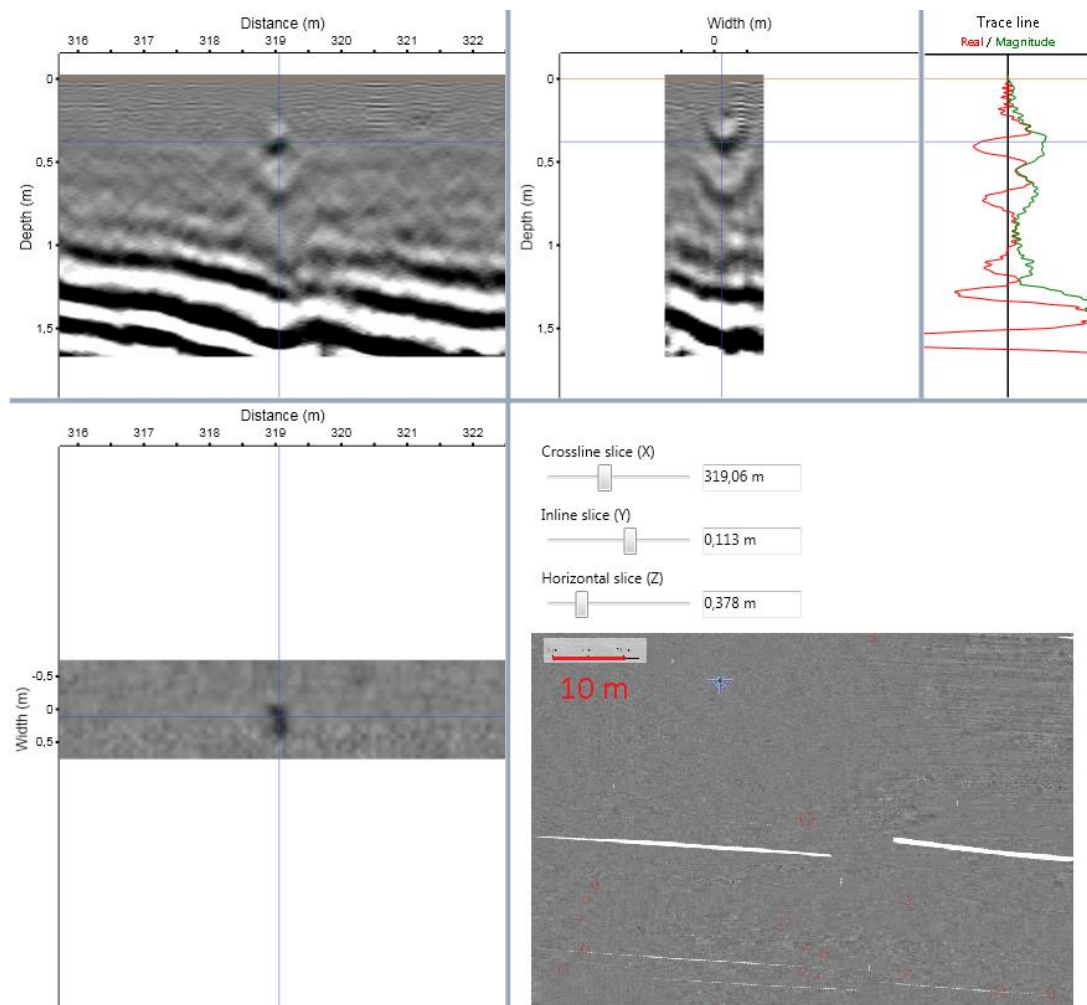 Distance (m)
316 317 318 319 320 321 322
Depth (m)
0
0,5
1
1,5
Width (m)
0
Depth (m)
0
0,5
1
1,5
Trace line
Real / Magnitude
Distance (m)
316 317 318 319 320 321 322
Width (m)
-0,5
0
0,5
Crossline slice (X)
319,06 m
Inline slice (Y)
0,113 m
Horizontal slice (Z)
0,378 m
10 m